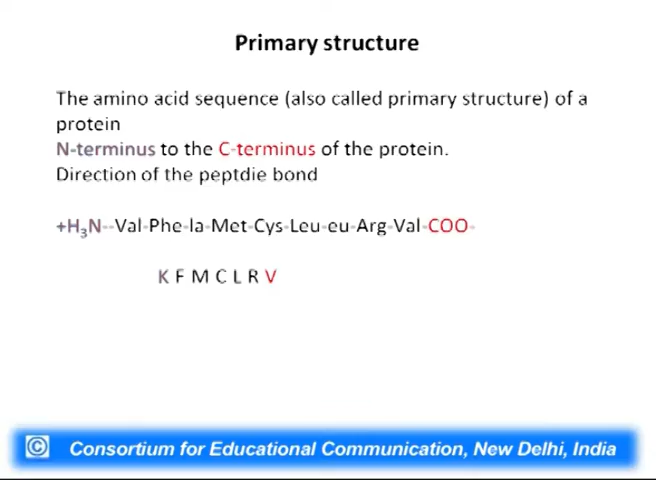 Primary structure
The amino acid sequence (also called primary structure) of a
protein
N-terminus to the C-terminus of the protein.
Direction of the peptdie bond
+H₃N--Val-Phe-la-Met-Cys-Leu-eu-Arg-Val-COO-
K F M C L R V
© Consortium for Educational Communication, New Delhi, India